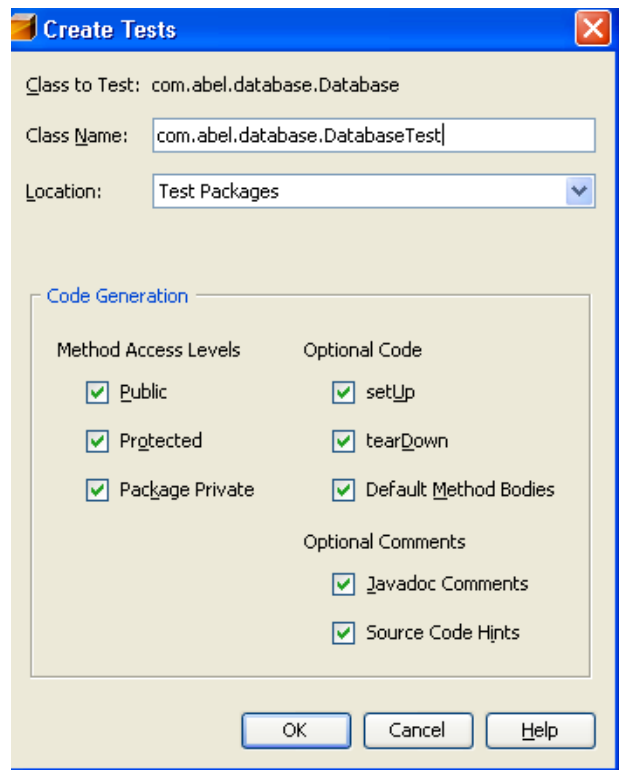 Create Tests
Class to Test: com.abel.database.Database
Class Name: com.abel.database.DatabaseTest
Location: Test Packages
Code Generation
Method Access Levels
Public
Protected
Package Private
Optional Code
setUp
tearDown
Default Method Bodies
Optional Comments
Javadoc Comments
Source Code Hints
OK Cancel Help